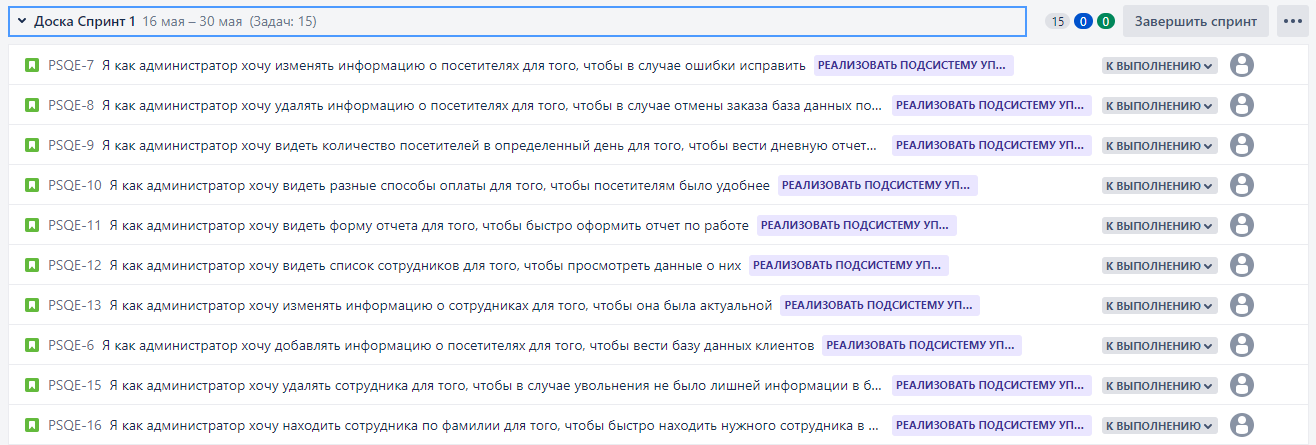 Доска Спринт 1 16 мая – 30 мая (Задач: 15) 15 0 0 Завершить спринт
PSQE-7 Я как администратор хочу изменять информацию о посетителях для того, чтобы в случае ошибки исправить РЕАЛИЗОВАТЬ ПОДСИСТЕМУ УП... К ВЫПОЛНЕНИЮ
PSQE-8 Я как администратор хочу удалять информацию о посетителях для того, чтобы в случае отмены заказа база данных по... РЕАЛИЗОВАТЬ ПОДСИСТЕМУ УП... К ВЫПОЛНЕНИЮ
PSQE-9 Я как администратор хочу видеть количество посетителей в определенный день для того, чтобы вести дневную отчет... РЕАЛИЗОВАТЬ ПОДСИСТЕМУ УП... К ВЫПОЛНЕНИЮ
PSQE-10 Я как администратор хочу видеть разные способы оплаты для того, чтобы посетителям было удобнее РЕАЛИЗОВАТЬ ПОДСИСТЕМУ УП... К ВЫПОЛНЕНИЮ
PSQE-11 Я как администратор хочу видеть форму отчета для того, чтобы быстро оформить отчет по работе РЕАЛИЗОВАТЬ ПОДСИСТЕМУ УП... К ВЫПОЛНЕНИЮ
PSQE-12 Я как администратор хочу видеть список сотрудников для того, чтобы просмотреть данные о них РЕАЛИЗОВАТЬ ПОДСИСТЕМУ УП... К ВЫПОЛНЕНИЮ
PSQE-13 Я как администратор хочу изменять информацию о сотрудниках для того, чтобы она была актуальной РЕАЛИЗОВАТЬ ПОДСИСТЕМУ УП... К ВЫПОЛНЕНИЮ
PSQE-6 Я как администратор хочу добавлять информацию о посетителях для того, чтобы вести базу данных клиентов РЕАЛИЗОВАТЬ ПОДСИСТЕМУ УП... К ВЫПОЛНЕНИЮ
PSQE-15 Я как администратор хочу удалять сотрудника для того, чтобы в случае увольнения не было лишней информации в б... РЕАЛИЗОВАТЬ ПОДСИСТЕМУ УП... К ВЫПОЛНЕНИЮ
PSQE-16 Я как администратор хочу находить сотрудника по фамилии для того, чтобы быстро находить нужного сотрудника в ... РЕАЛИЗОВАТЬ ПОДСИСТЕМУ УП... К ВЫПОЛНЕНИЮ